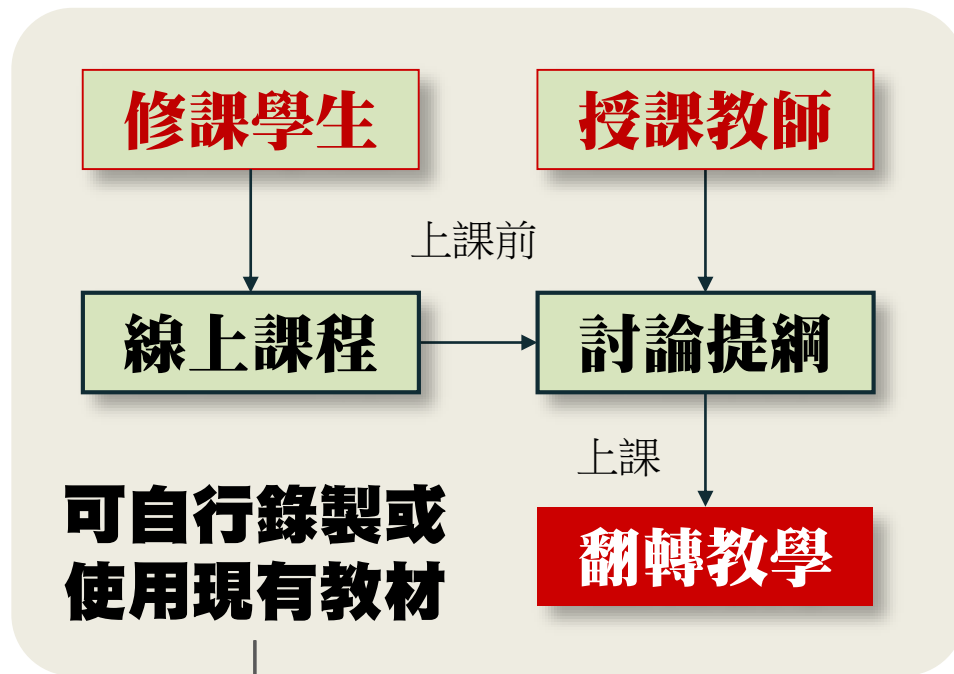 修課學生
授課教師
上課前
線上課程
討論提綱
上課
可自行錄製或
使用現有教材
翻轉教學